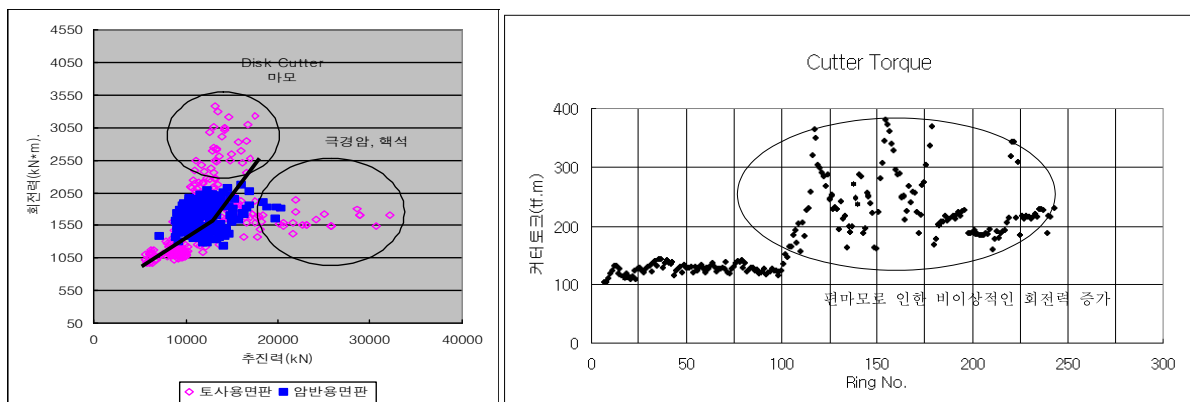 4550
4050
3550
3050
2550
2050
1550
1050
550
50
회전력(kN*m).
Disk Cutter
마모
극경암, 핵석
0
10000
20000
30000
40000
추진력(kN)
토사용면판
암반용면판
Cutter Torque
400
300
200
100
0
커터토크(tf.m)
편마모로 인한 비이상적인 회전력 증가
0
50
100
150
200
250
300
Ring No.